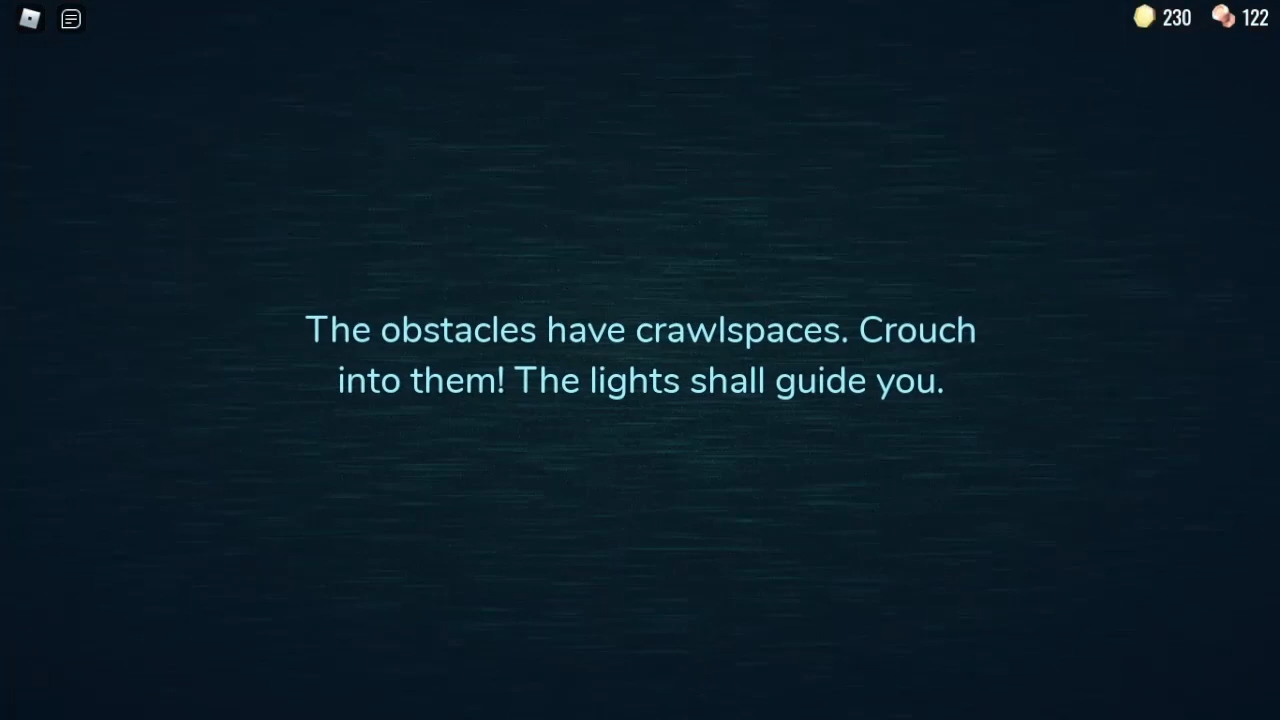 230 122
The obstacles have crawlspaces. Crouch
into them! The lights shall guide you.